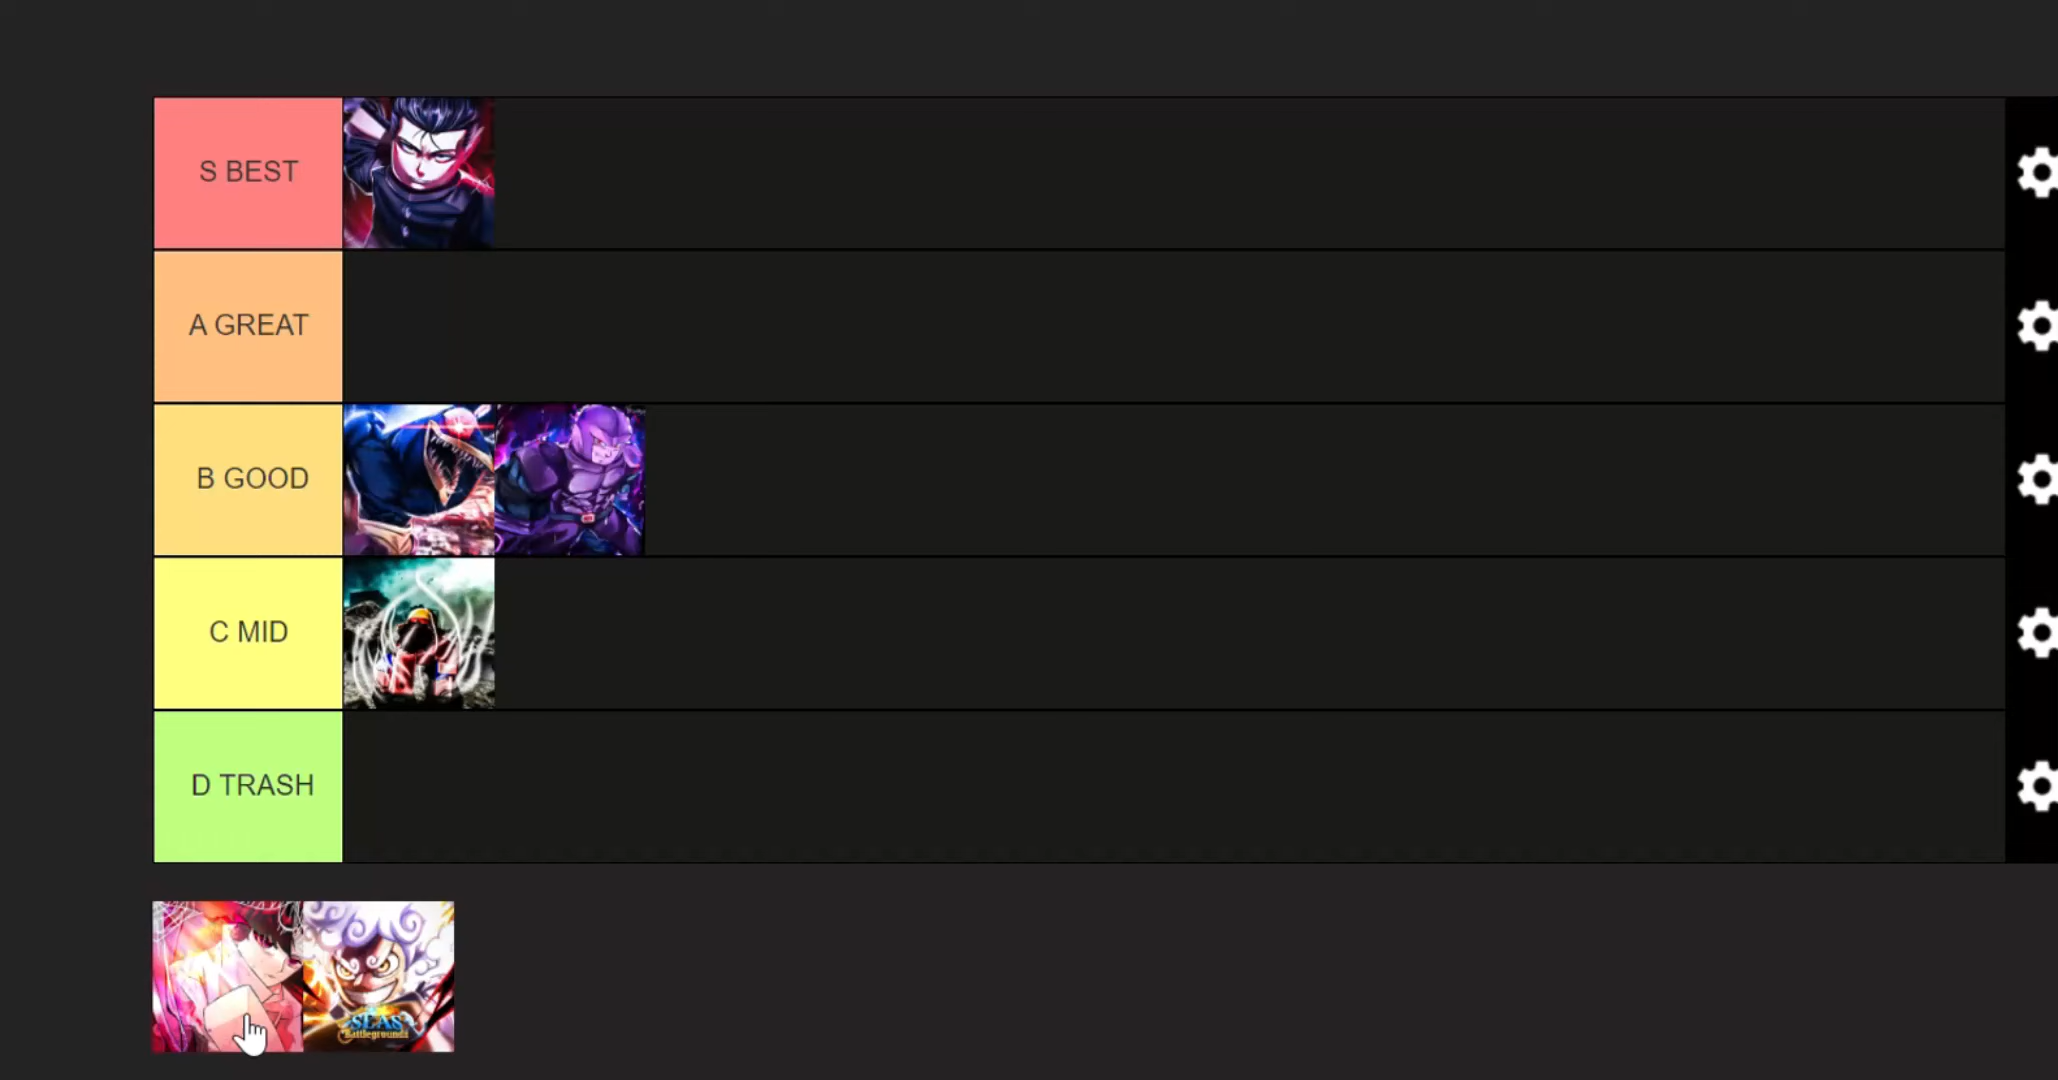 S BEST
A GREAT
B GOOD
C MID
D TRASH
SEAS
Battlegrounds